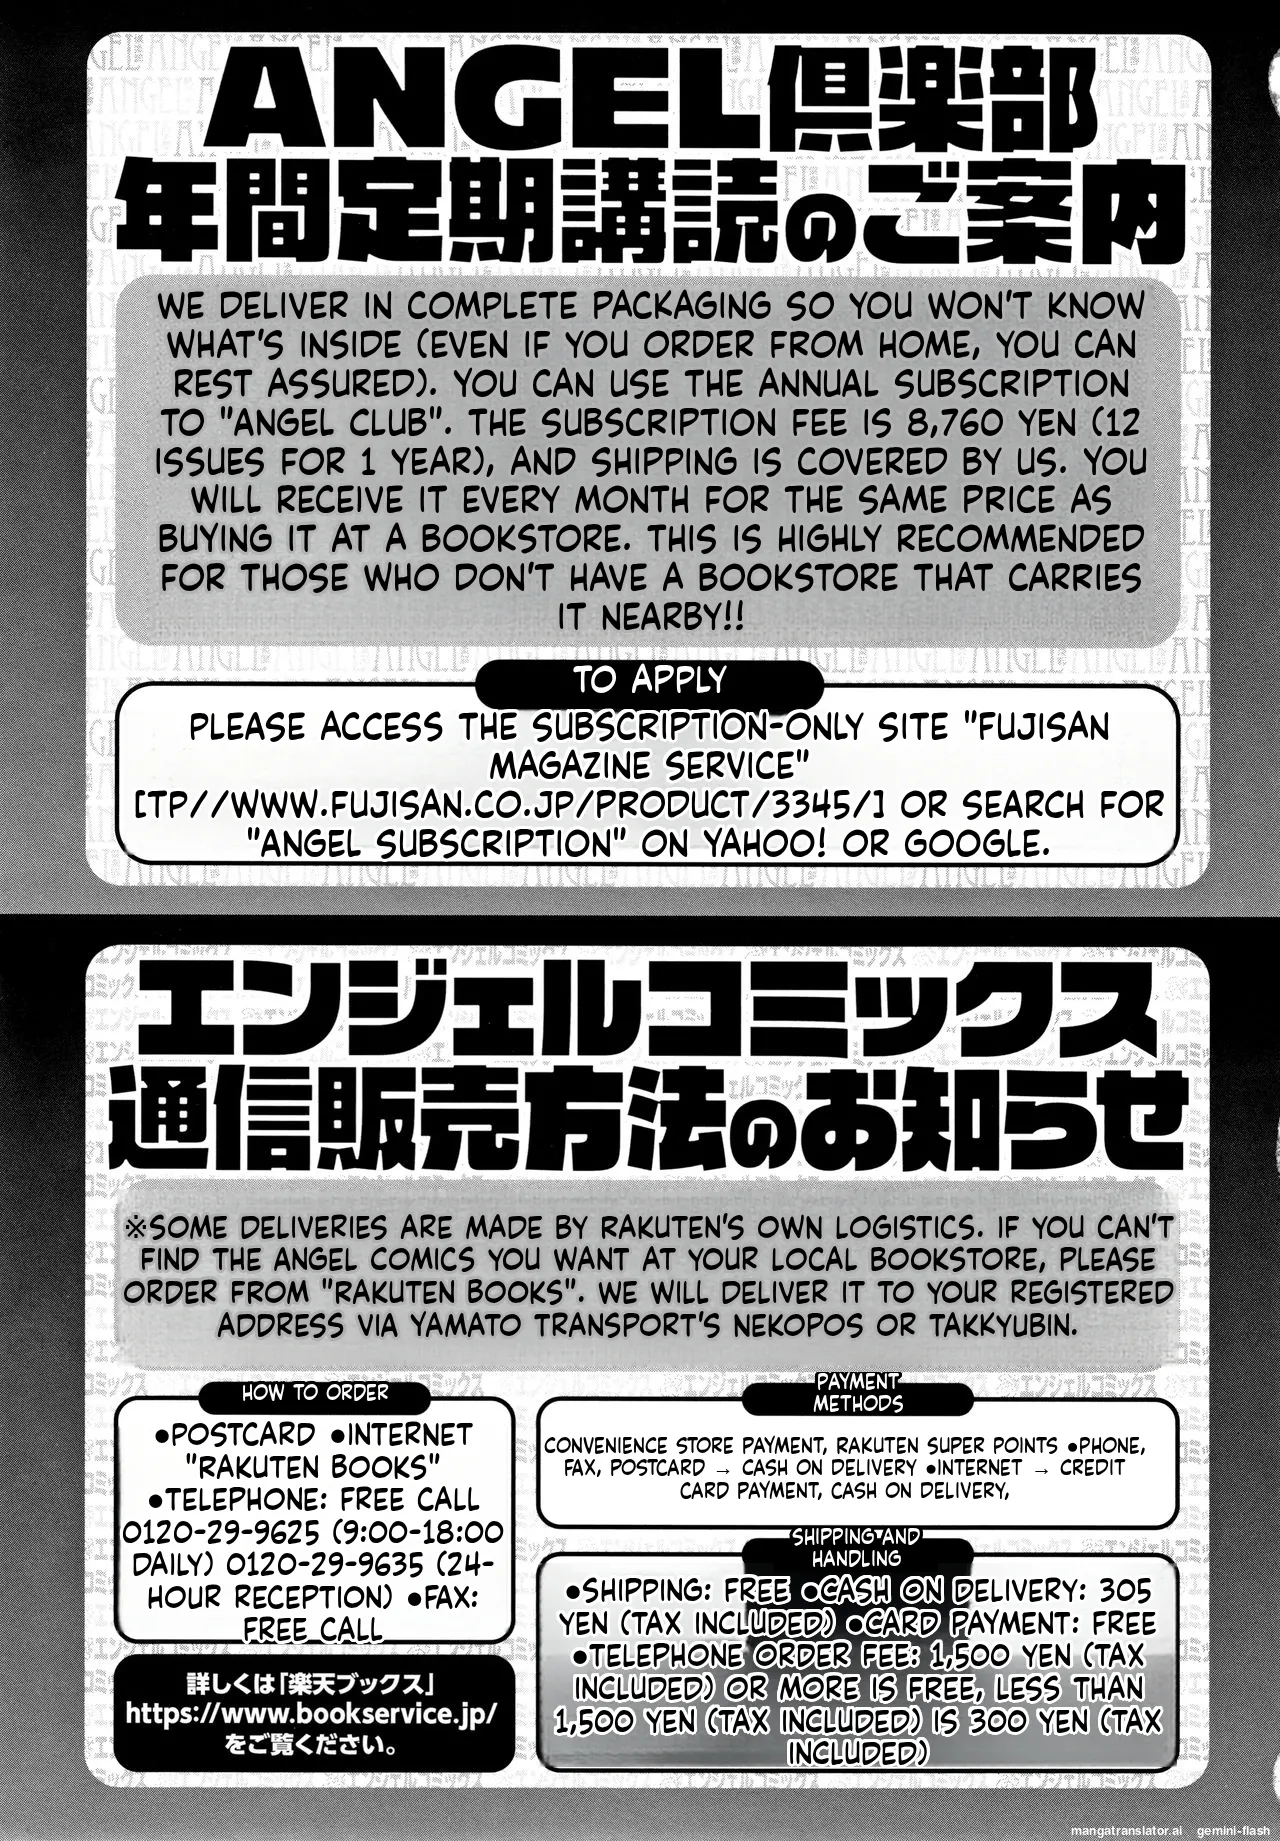 ANGEL倶楽部
年間定期講読のご案内
WE DELIVER IN COMPLETE PACKAGING SO YOU WON'T KNOW
WHAT'S INSIDE (EVEN IF YOU ORDER FROM HOME, YOU CAN
REST ASSURED). YOU CAN USE THE ANNUAL SUBSCRIPTION
TO "ANGEL CLUB". THE SUBSCRIPTION FEE IS 8,760 YEN (12
ISSUES FOR 1 YEAR), AND SHIPPING IS COVERED BY US. YOU
WILL RECEIVE IT EVERY MONTH FOR THE SAME PRICE AS
BUYING IT AT A BOOKSTORE. THIS IS HIGHLY RECOMMENDED
FOR THOSE WHO DON'T HAVE A BOOKSTORE THAT CARRIES
IT NEARBY!!
TO APPLY
PLEASE ACCESS THE SUBSCRIPTION-ONLY SITE "FUJISAN
MAGAZINE SERVICE"
[TP//WWW.FUJISAN.CO.JP/PRODUCT/3345/] OR SEARCH FOR
"ANGEL SUBSCRIPTION" ON YAHOO! OR GOOGLE.
エンジェルコミックス
通信販売方法のお知らせ
※SOME DELIVERIES ARE MADE BY RAKUTEN'S OWN LOGISTICS. IF YOU CAN'T
FIND THE ANGEL COMICS YOU WANT AT YOUR LOCAL BOOKSTORE, PLEASE
ORDER FROM "RAKUTEN BOOKS". WE WILL DELIVER IT TO YOUR REGISTERED
ADDRESS VIA YAMATO TRANSPORT'S NEKOPOS OR TAKKYUBIN.
HOW TO ORDER
●POSTCARD ●INTERNET
"RAKUTEN BOOKS"
●TELEPHONE: FREE CALL
0120-29-9625 (9:00-18:00
DAILY) 0120-29-9635 (24-
HOUR RECEPTION) ●FAX:
FREE CALL
詳しくは「楽天ブックス」
https://www.bookservice.jp/
をご覧ください。
PAYMENT
METHODS
CONVENIENCE STORE PAYMENT, RAKUTEN SUPER POINTS ●PHONE,
FAX, POSTCARD → CASH ON DELIVERY ●INTERNET → CREDIT
CARD PAYMENT, CASH ON DELIVERY,
SHIPPING AND
HANDLING
●SHIPPING: FREE ●CASH ON DELIVERY: 305
YEN (TAX INCLUDED) ●CARD PAYMENT: FREE
●TELEPHONE ORDER FEE: 1,500 YEN (TAX
INCLUDED) OR MORE IS FREE, LESS THAN
1,500 YEN (TAX INCLUDED) IS 300 YEN (TAX
INCLUDED)
mangatranslator.ai gemini-flash